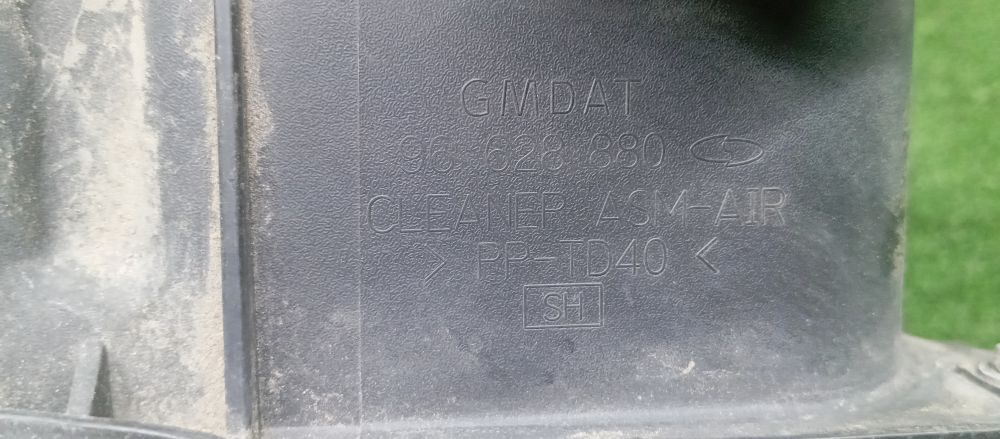 GMDAT
96 628 880
CLEANER ASM-AIR
> PP-TD40 <
SH